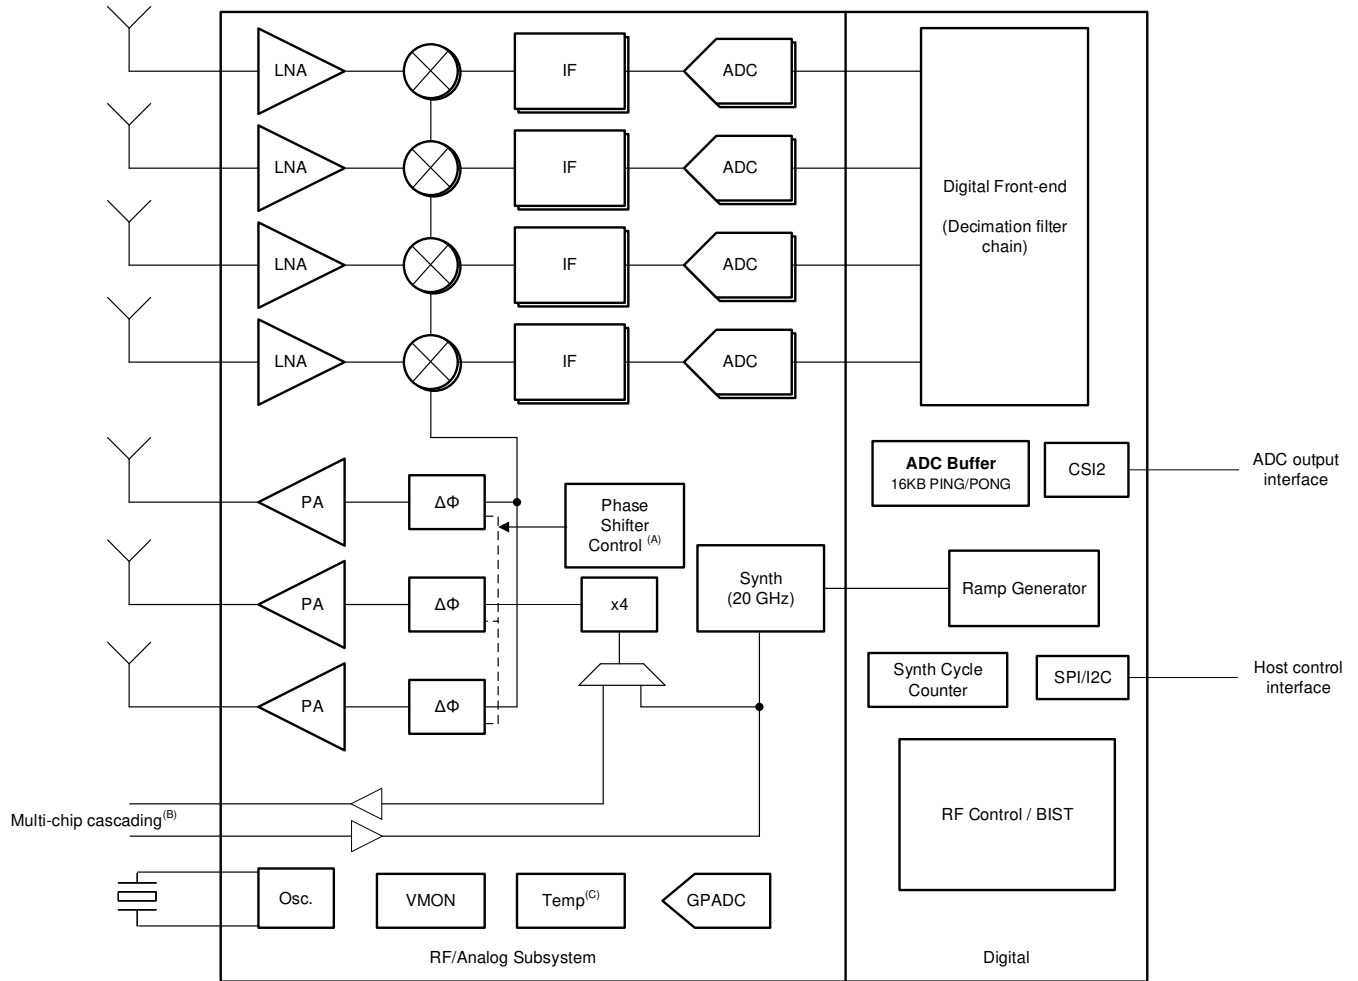 LNA
IF
ADC
LNA
IF
ADC
LNA
IF
ADC
LNA
IF
ADC
Digital Front-end
(Decimation filter
chain)
PA
ΔΦ
Phase
Shifter
Control (A)
ADC Buffer
16KB PING/PONG
CSI2
ADC output
interface
PA
ΔΦ
x4
Synth
(20 GHz)
Ramp Generator
PA
ΔΦ
Synth Cycle
Counter
SPI/I2C
Host control
interface
Multi-chip cascading(B)
RF Control / BIST
Osc.
VMON
Temp(C)
GPADC
RF/Analog Subsystem
Digital